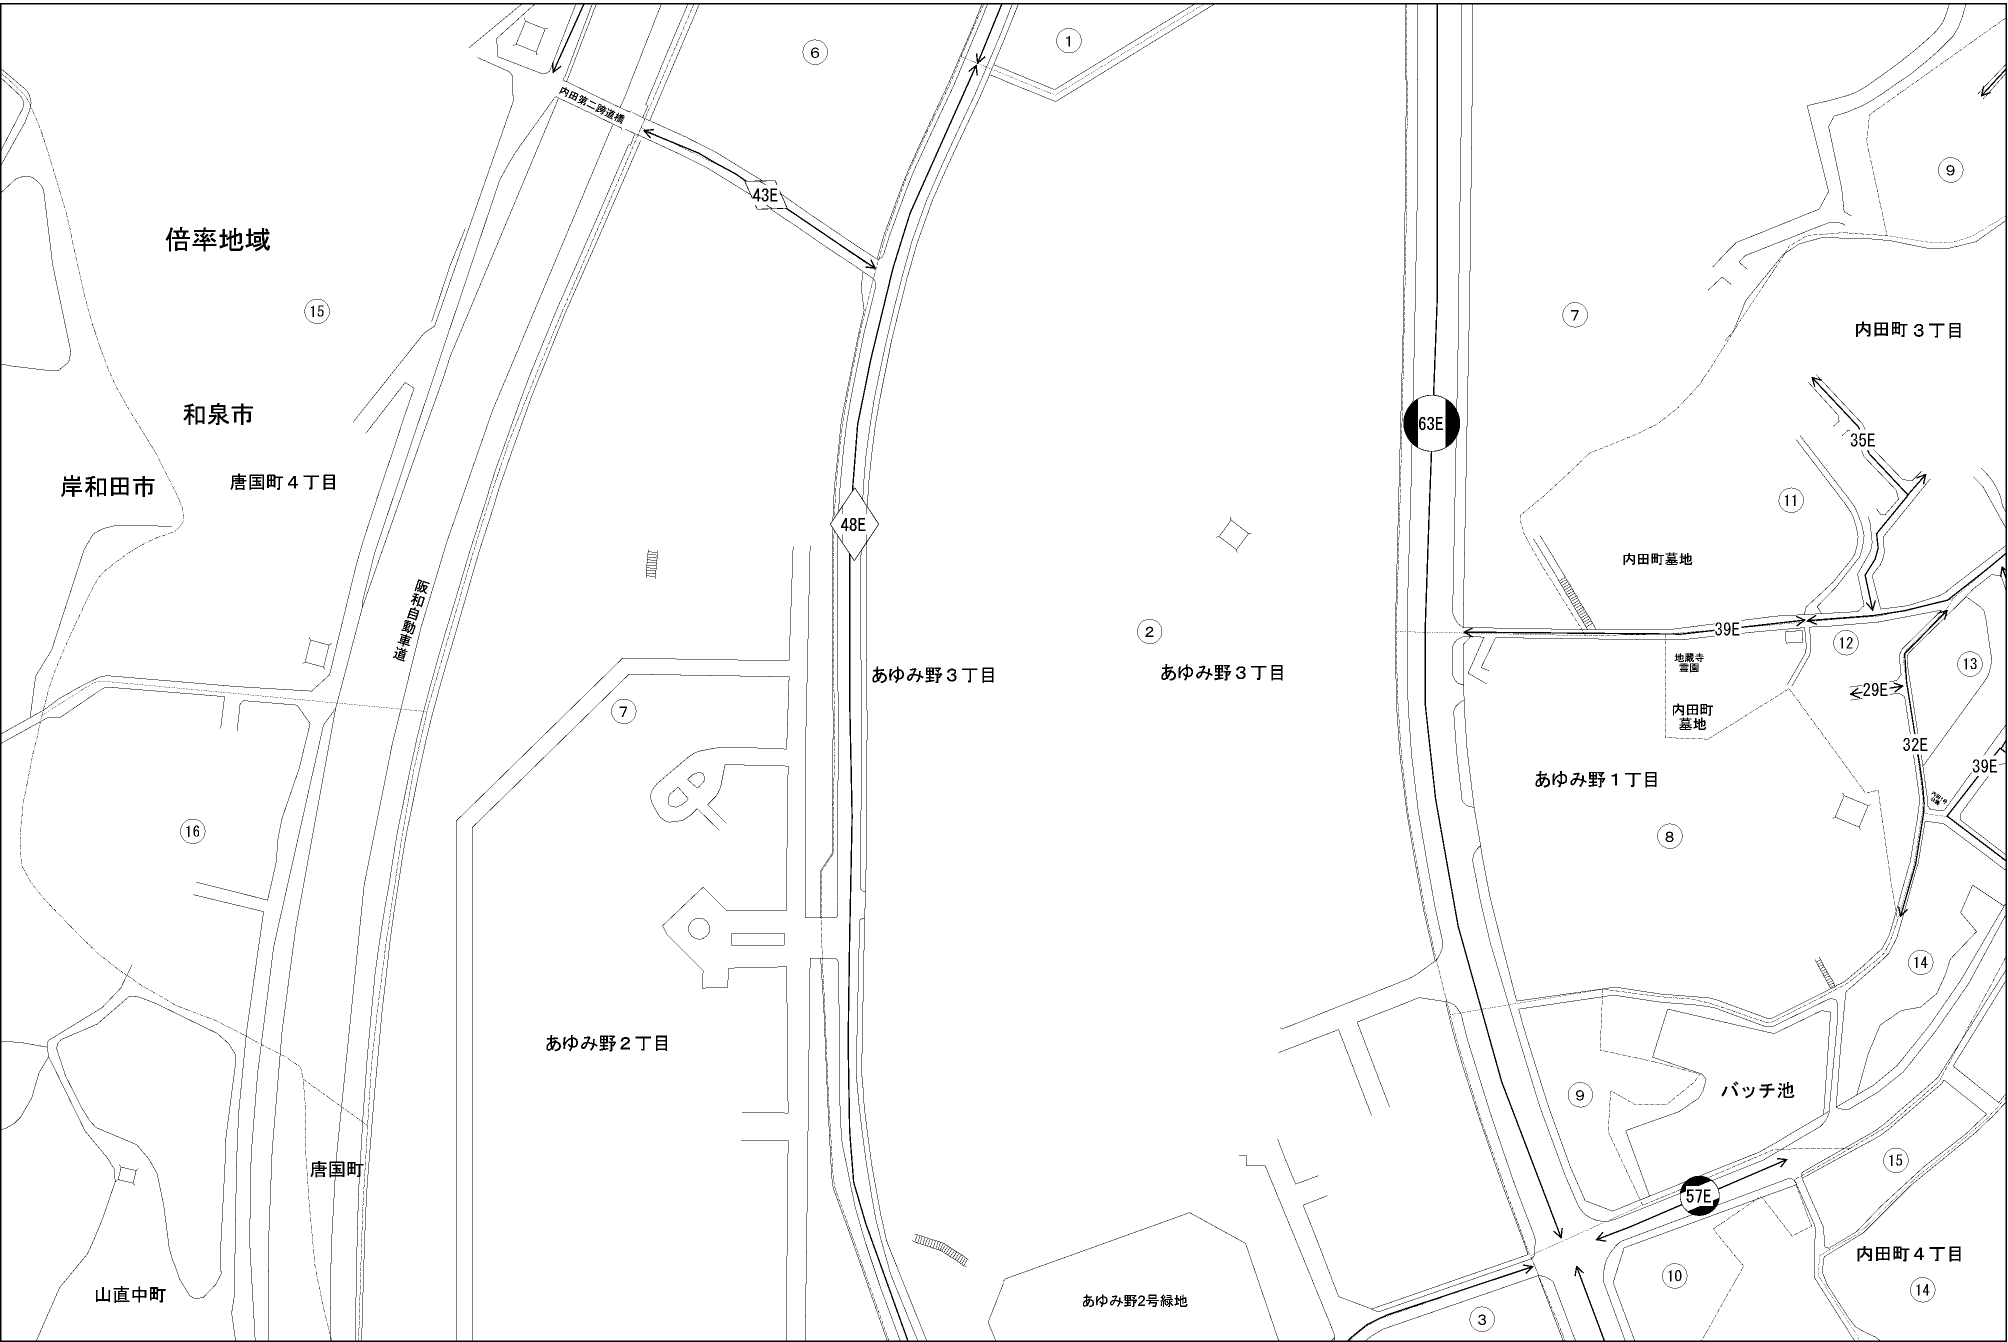 6
1
内田第二跨道橋
9
43E
倍率地域
15
7
内田町３丁目
和泉市
63E
35E
岸和田市
唐国町４丁目
11
48E
内田町墓地
阪和自動車道
2
39E
12
地蔵寺
霊園
13
あゆみ野３丁目
あゆみ野３丁目
29E
7
内田町
墓地
32E
39E
あゆみ野１丁目
16
8
14
あゆみ野２丁目
9
バッチ池
唐国町
15
57E
内田町４丁目
10
14
山直中町
あゆみ野2号緑地
3